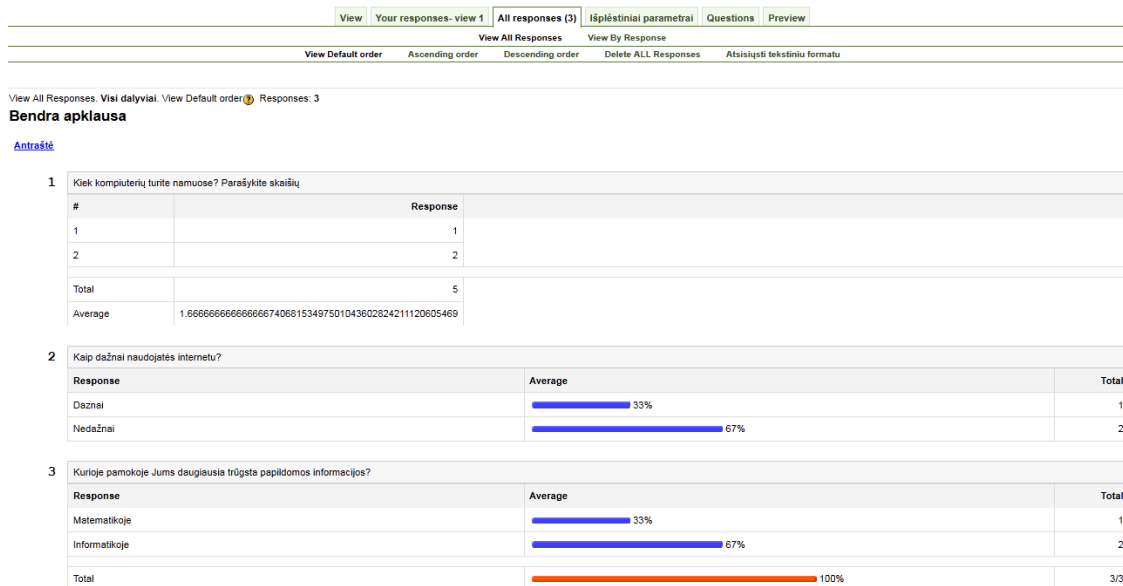 View Your responses- view 1 All responses (3) Išplėstiniai parametrai Questions Preview
View All Responses View By Response
View Default order Ascending order Descending order Delete ALL Responses Atsisiųsti tekstiniu formatu
View All Responses. Visi dalyviai. View Default order Responses: 3
Bendra apklausa
Antraštė
1 Kiek kompiuterių turite namuose? Parašykite skaišių
# Response
1 1
2 2
Total 5
Average 1.6666666666666667406815349750104360282421112060546​9
2 Kaip dažnai naudojatės internetu?
Response Average Total
Daznai 33% 1
Nedažnai 67% 2
3 Kurioje pamokoje Jums daugiausia trūgsta papildomos informacijos?
Response Average Total
Matematikoje 33% 1
Informatikoje 67% 2
Total 100% 3/3